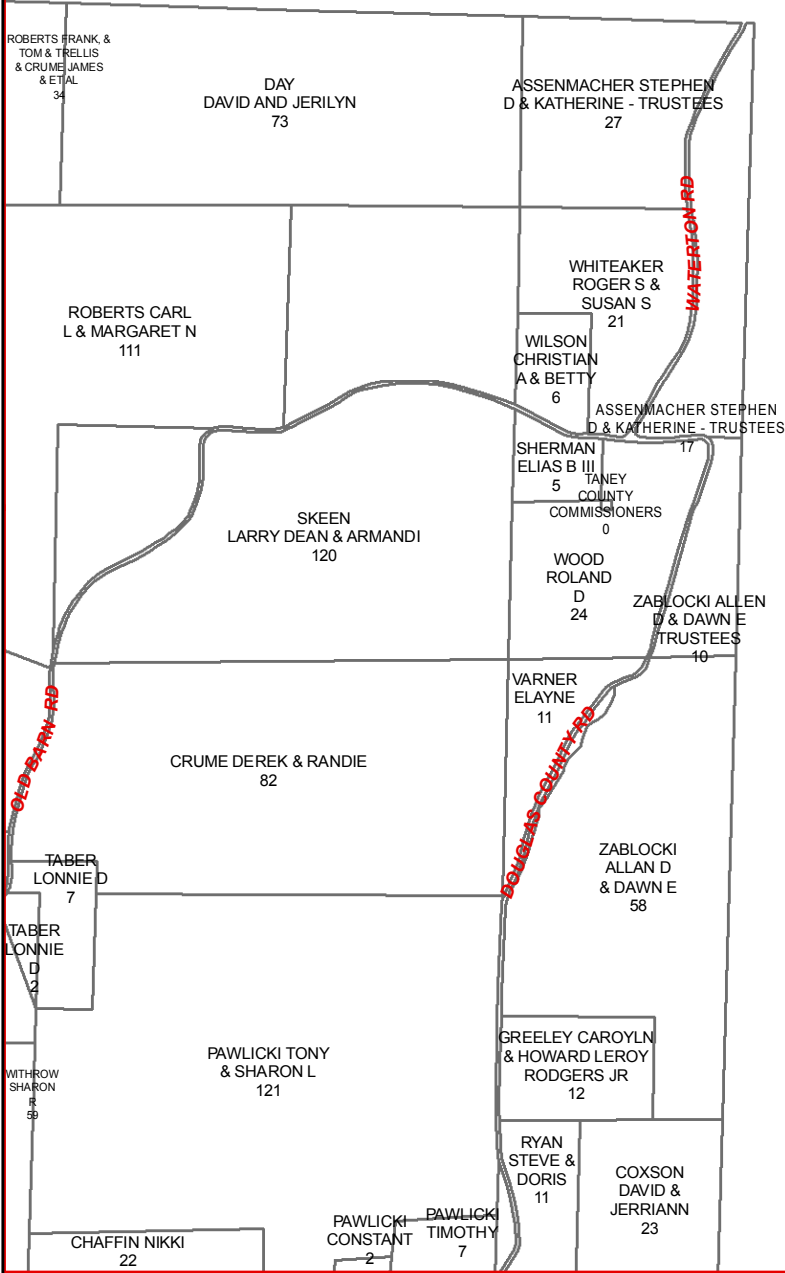 ROBERTS FRANK, &
TOM & TRELLIS
& CRUME JAMES
& ET AL
34
DAY
DAVID AND JERILYN
73
ASSENMACHER STEPHEN
D & KATHERINE - TRUSTEES
27
WATERTON RD
WHITEAKER
ROGER S &
SUSAN S
21
ROBERTS CARL
L & MARGARET N
111
WILSON
CHRISTIAN
A & BETTY
6
ASSENMACHER STEPHEN
D & KATHERINE - TRUSTEES
17
SHERMAN
ELIAS B III
5
TANEY
COUNTY
COMMISSIONERS
0
SKEEN
LARRY DEAN & ARMANDI
120
WOOD
ROLAND
D
24
ZABLOCKI ALLEN
D & DAWN E
TRUSTEES
10
VARNER
ELAYNE
11
OLD BARN RD
CRUME DEREK & RANDIE
82
DOUGLAS COUNTY RD
ZABLOCKI
ALLAN D
& DAWN E
58
TABER
LONNIE D
7
TABER
LONNIE
D
2
GREELEY CAROYLN
& HOWARD LEROY
RODGERS JR
12
PAWLICKI TONY
& SHARON L
121
WITHROW
SHARON
R
59
RYAN
STEVE &
DORIS
11
COXSON
DAVID &
JERRIANN
23
CHAFFIN NIKKI
22
PAWLICKI
CONSTANT
2
PAWLICKI
TIMOTHY
7